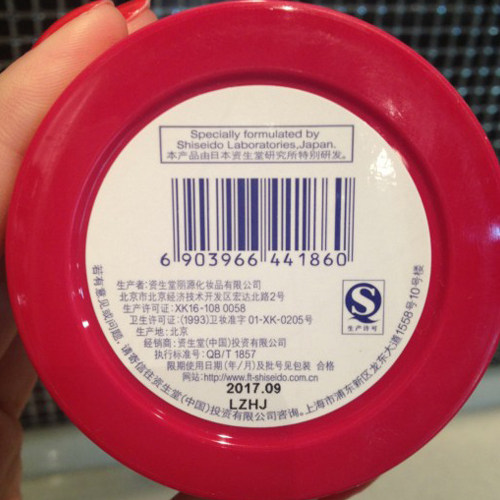 Specially formulated by
Shiseido Laboratories,Japan.
本产品由日本资生堂研究所特别研发。
6 903966 441860
生产者:资生堂丽源化妆品有限公司
北京市北京经济技术开发区宏达北路2号
生产许可证:XK16-108 0058
卫生许可证:(1993)卫妆准字 01-XK-0205号
生产地:北京
经销商:资生堂(中国)投资有限公司
执行标准号:QB/T 1857
限期使用日期(年/月)及批号见包装 合格
网站:http://www.fl-shiseido.com.cn
2017.09
LZHJ
S
生产许可
若有意见或问题,请寄信往资生堂(中国)投资有限公司咨询。上海市浦东新区龙东大道1558号10号楼